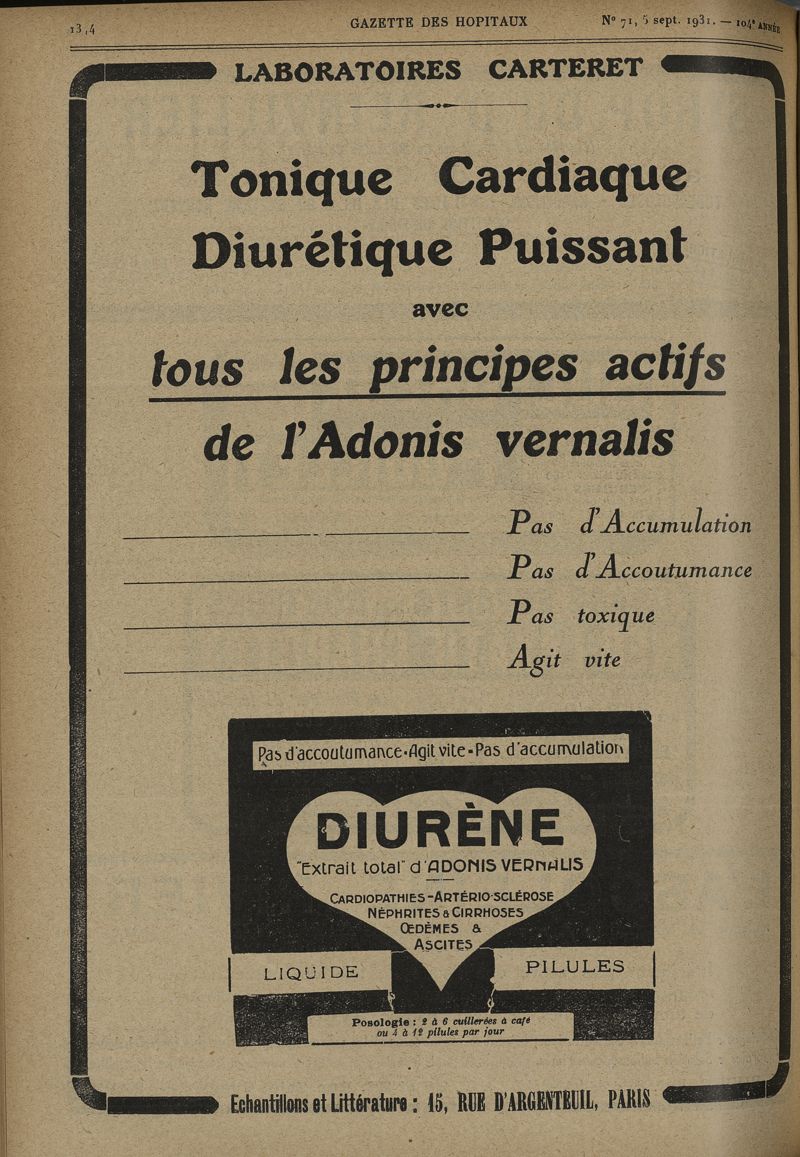 13,4
GAZETTE DES HOPITAUX
N° 71, 5 sept. 1931. — 104e ANNÉE
LABORATOIRES CARTERET
Tonique Cardiaque
Diurétique Puissant
avec
tous les principes actifs
de l'Adonis vernalis
Pas d'Accumulation
Pas d'Accoutumance
Pas toxique
Agit vite
Pas d'accoutumance-Agit vite-Pas d'accumulation
DIURÈNE
"Extrait total" d'ADONIS VERNALIS
CARDIOPATHIES-ARTÉRIO-SCLÉROSE
NÉPHRITES & CIRRHOSES
ŒDÈMES &
ASCITES
LIQUIDE
PILULES
Posologie : 2 à 6 cuillerées à café
ou 4 à 12 pilules par jour
Echantillons et Littérature : 15, RUE D'ARGENTEUIL, PARIS